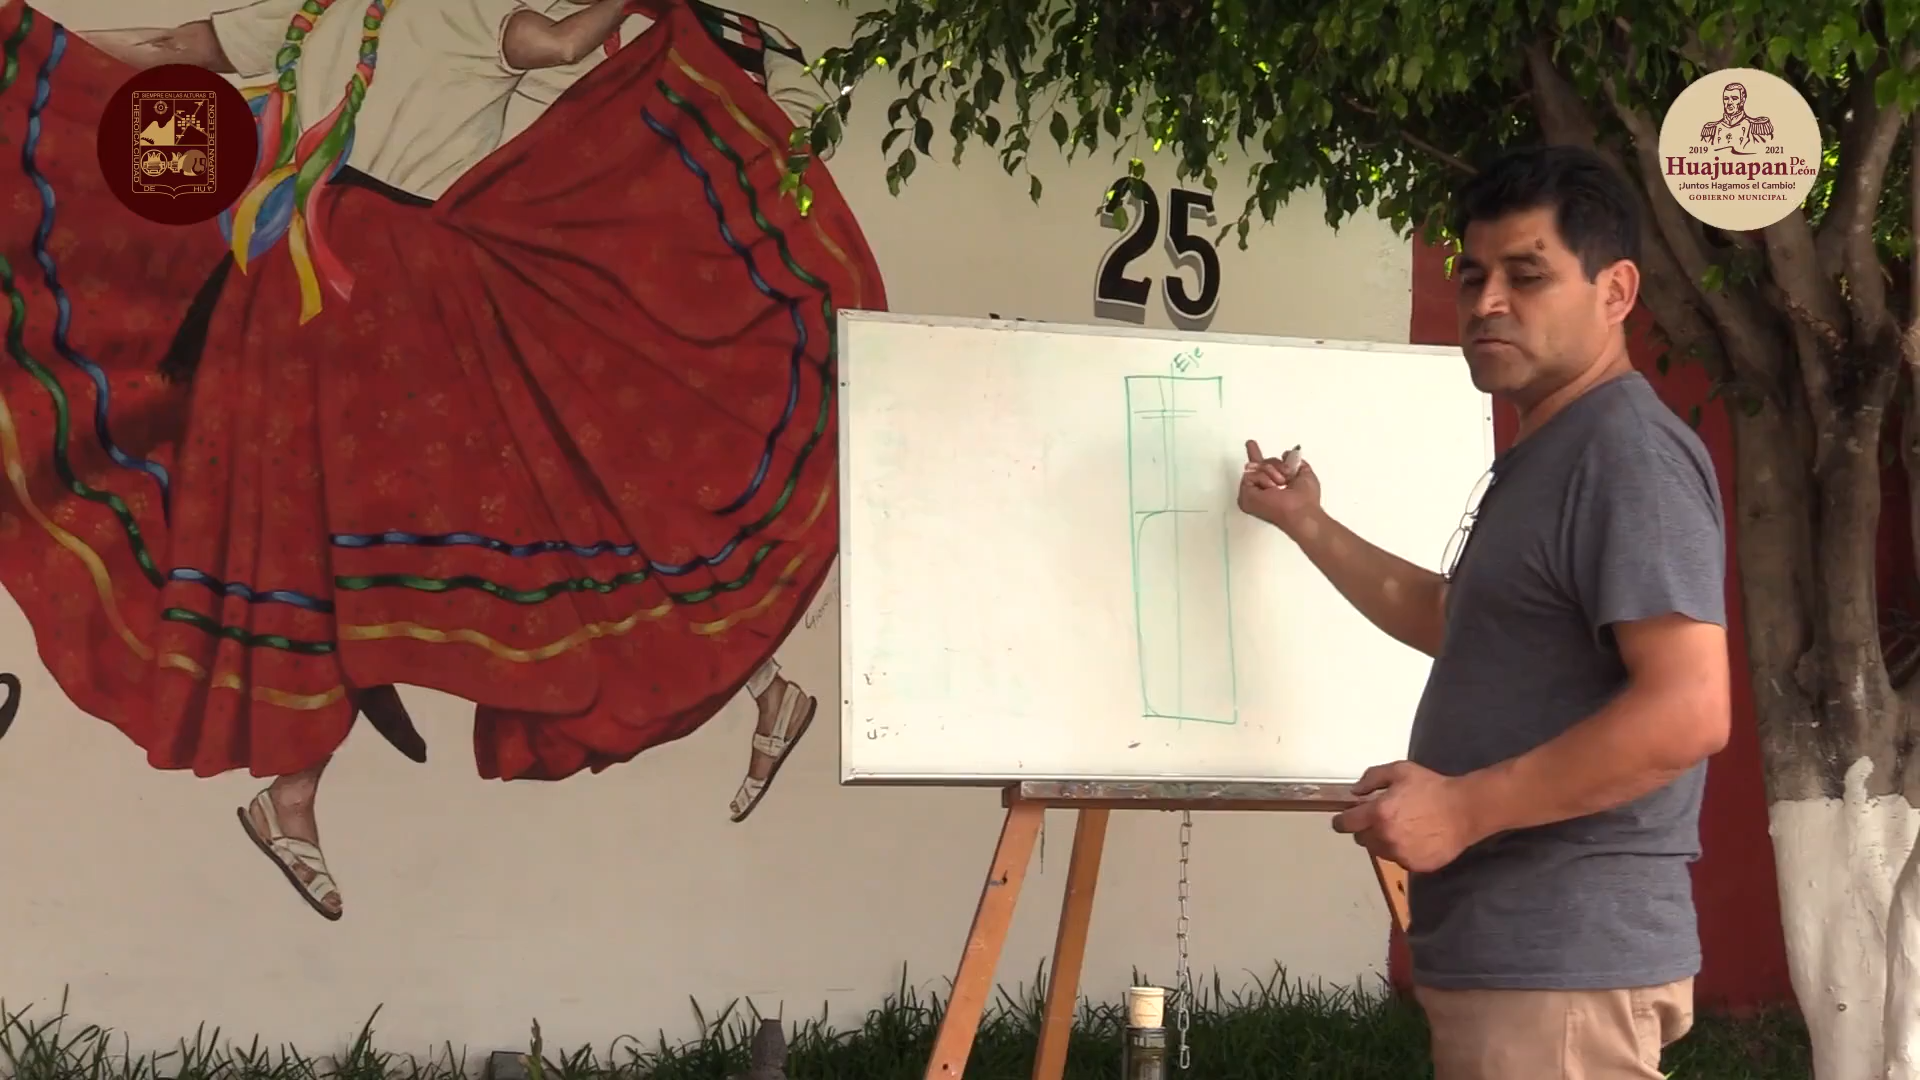 SIEMPRE EN LAS ALTURAS
HEROICA CIUDAD
DE
HUAJUAPAN DE LEON
25
Eje
2019 2021
Huajuapan De León
¡Juntos Hagamos el Cambio!
GOBIERNO MUNICIPAL